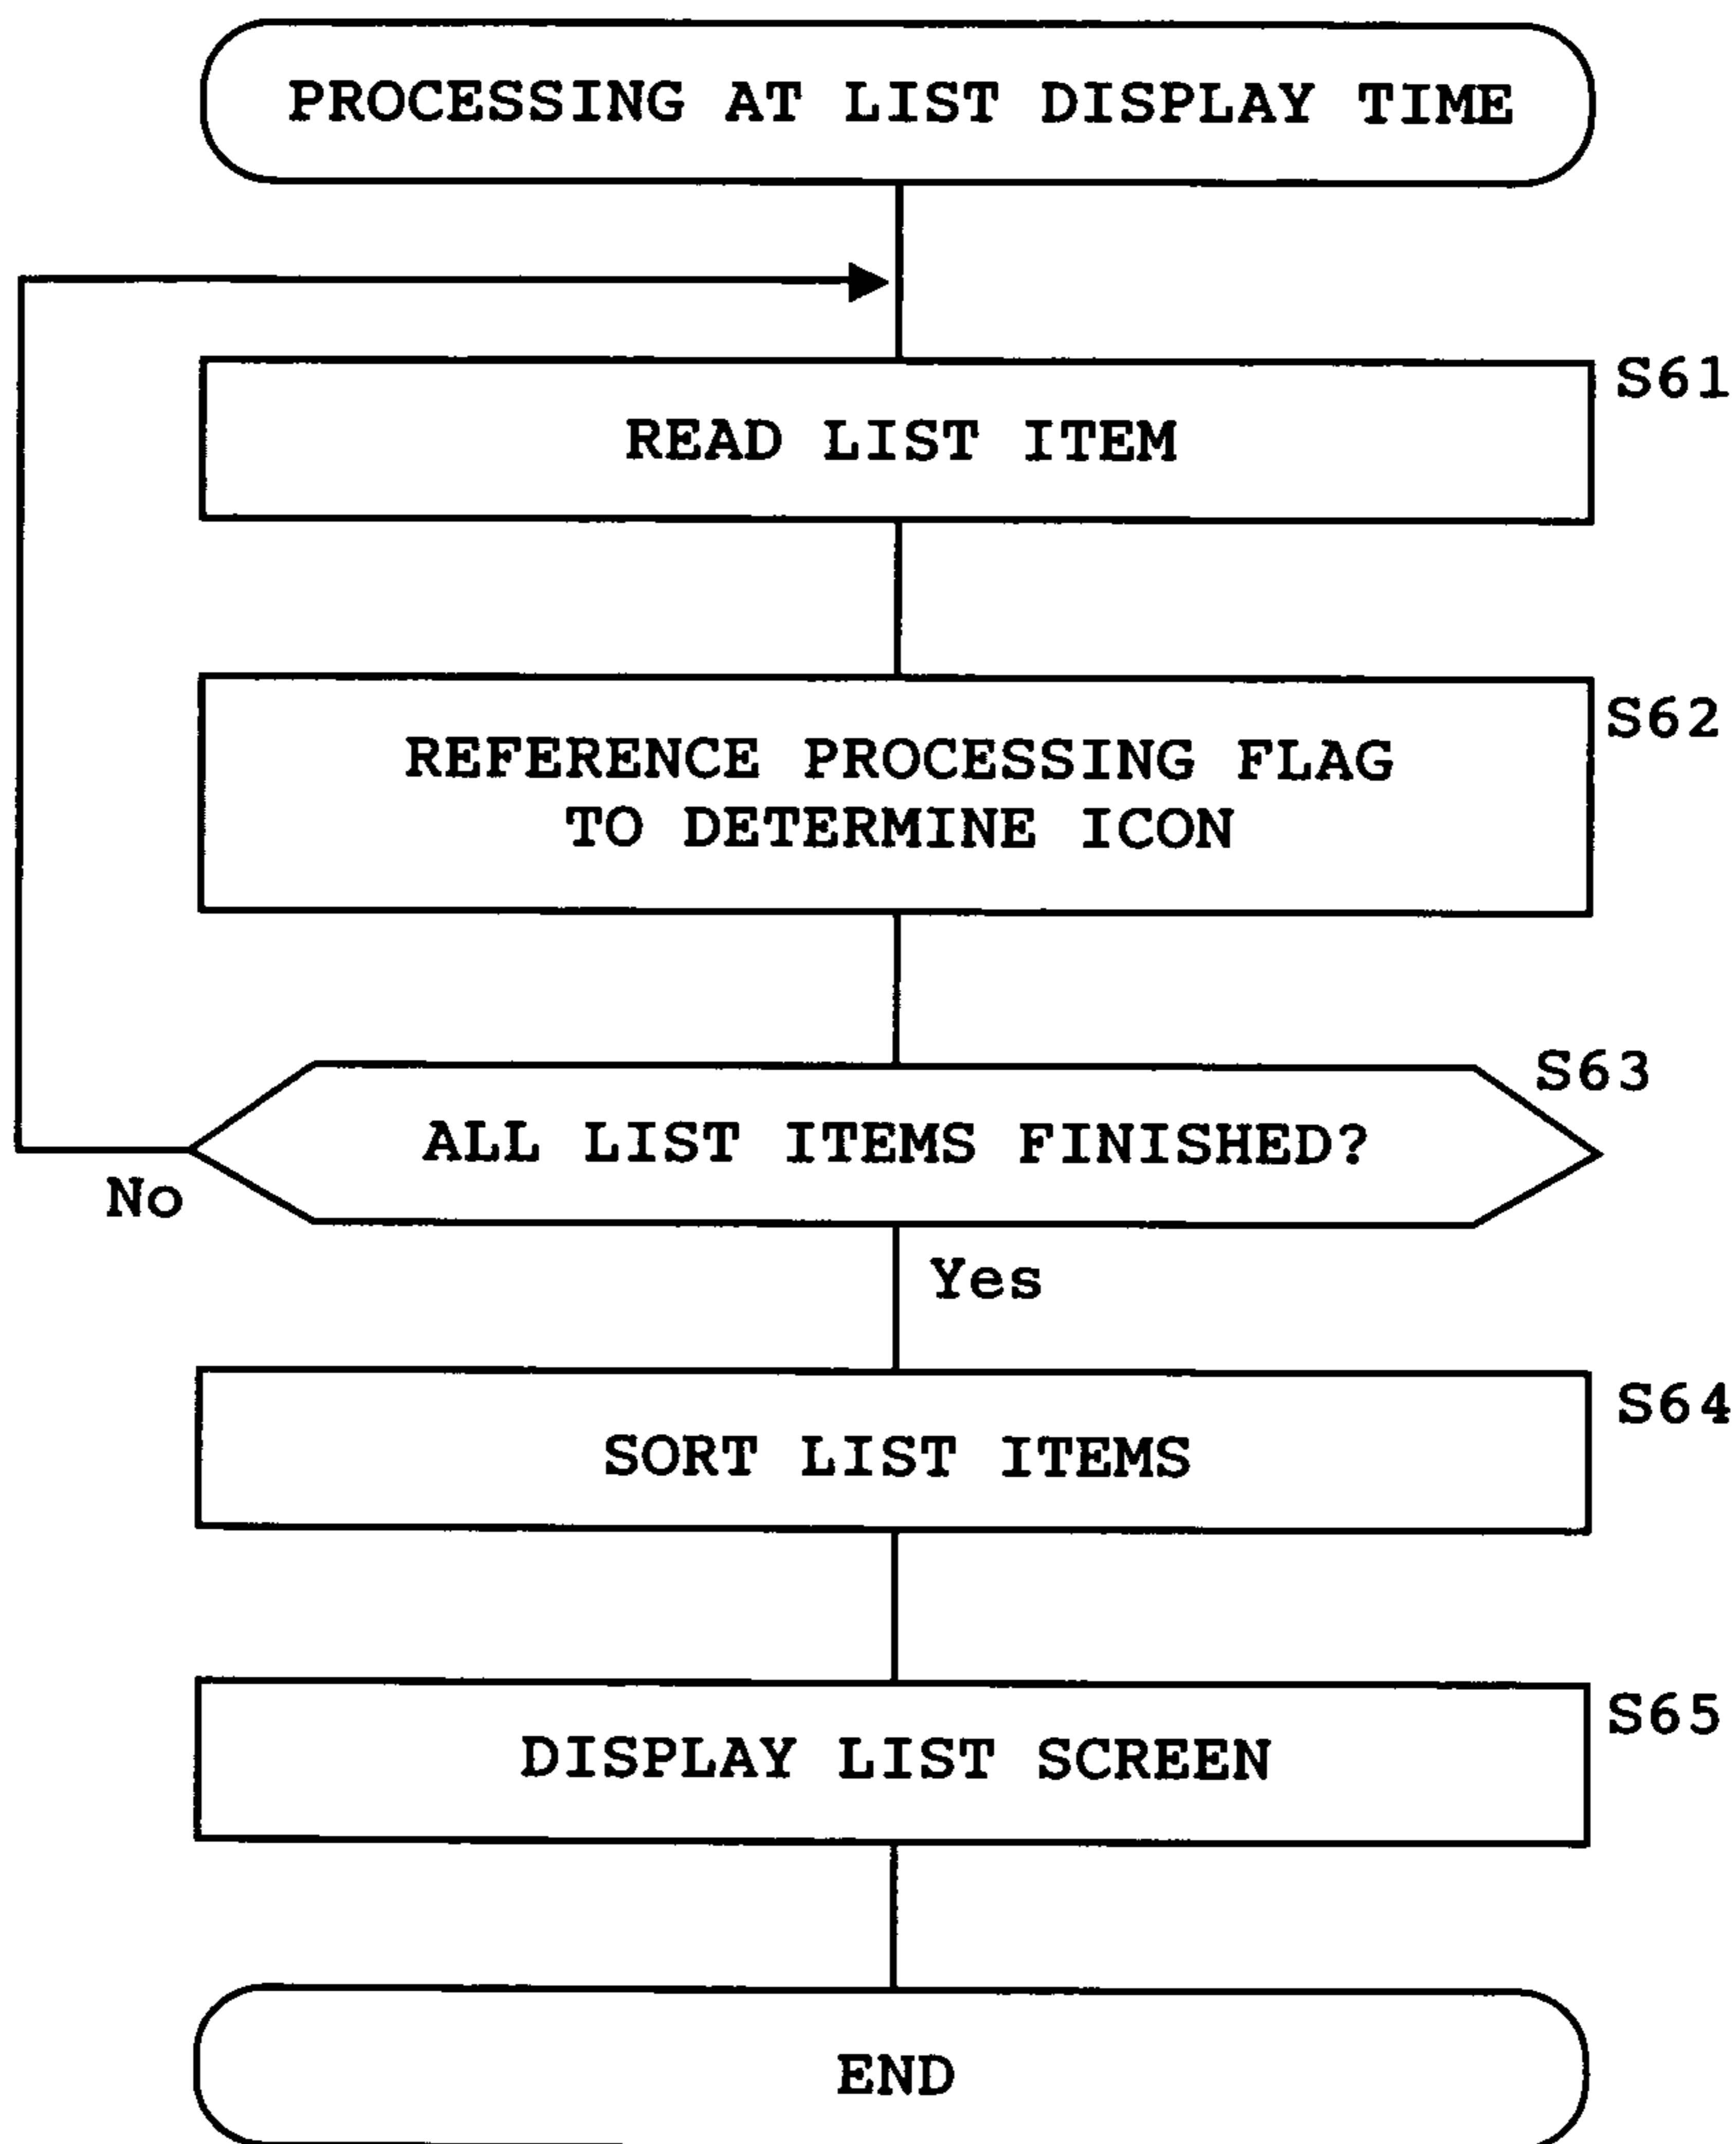 PROCESSING AT LIST DISPLAY TIME
S61
READ LIST ITEM
S62
REFERENCE PROCESSING FLAG
TO DETERMINE ICON
S63
ALL LIST ITEMS FINISHED?
No
Yes
S64
SORT LIST ITEMS
S65
DISPLAY LIST SCREEN
END